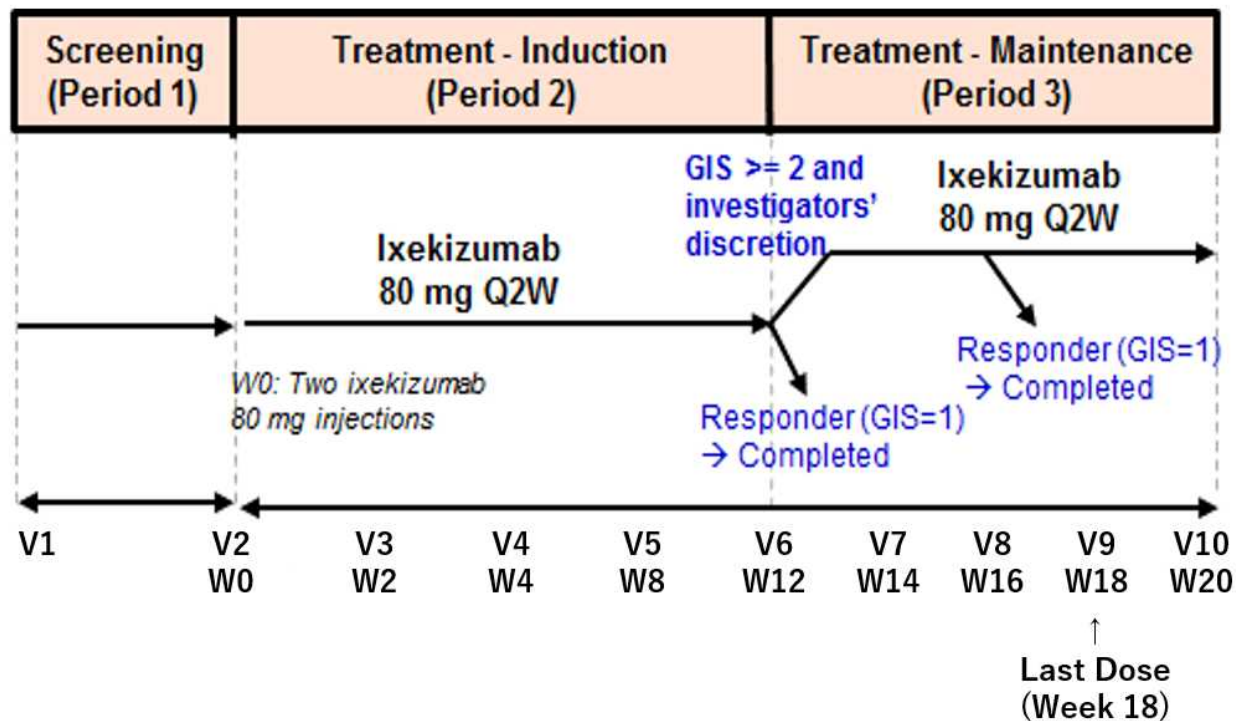 Screening
(Period 1)
Treatment - Induction
(Period 2)
Treatment - Maintenance
(Period 3)
GIS >= 2 and
investigators'
discretion
Ixekizumab
80 mg Q2W
Ixekizumab
80 mg Q2W
W0: Two ixekizumab
80 mg injections
Responder (GIS=1)
→ Completed
Responder (GIS=1)
→ Completed
V1 V2 V3 V4 V5 V6 V7 V8 V9 V10
W0 W2 W4 W8 W12 W14 W16 W18 W20
↑
Last Dose
(Week 18)